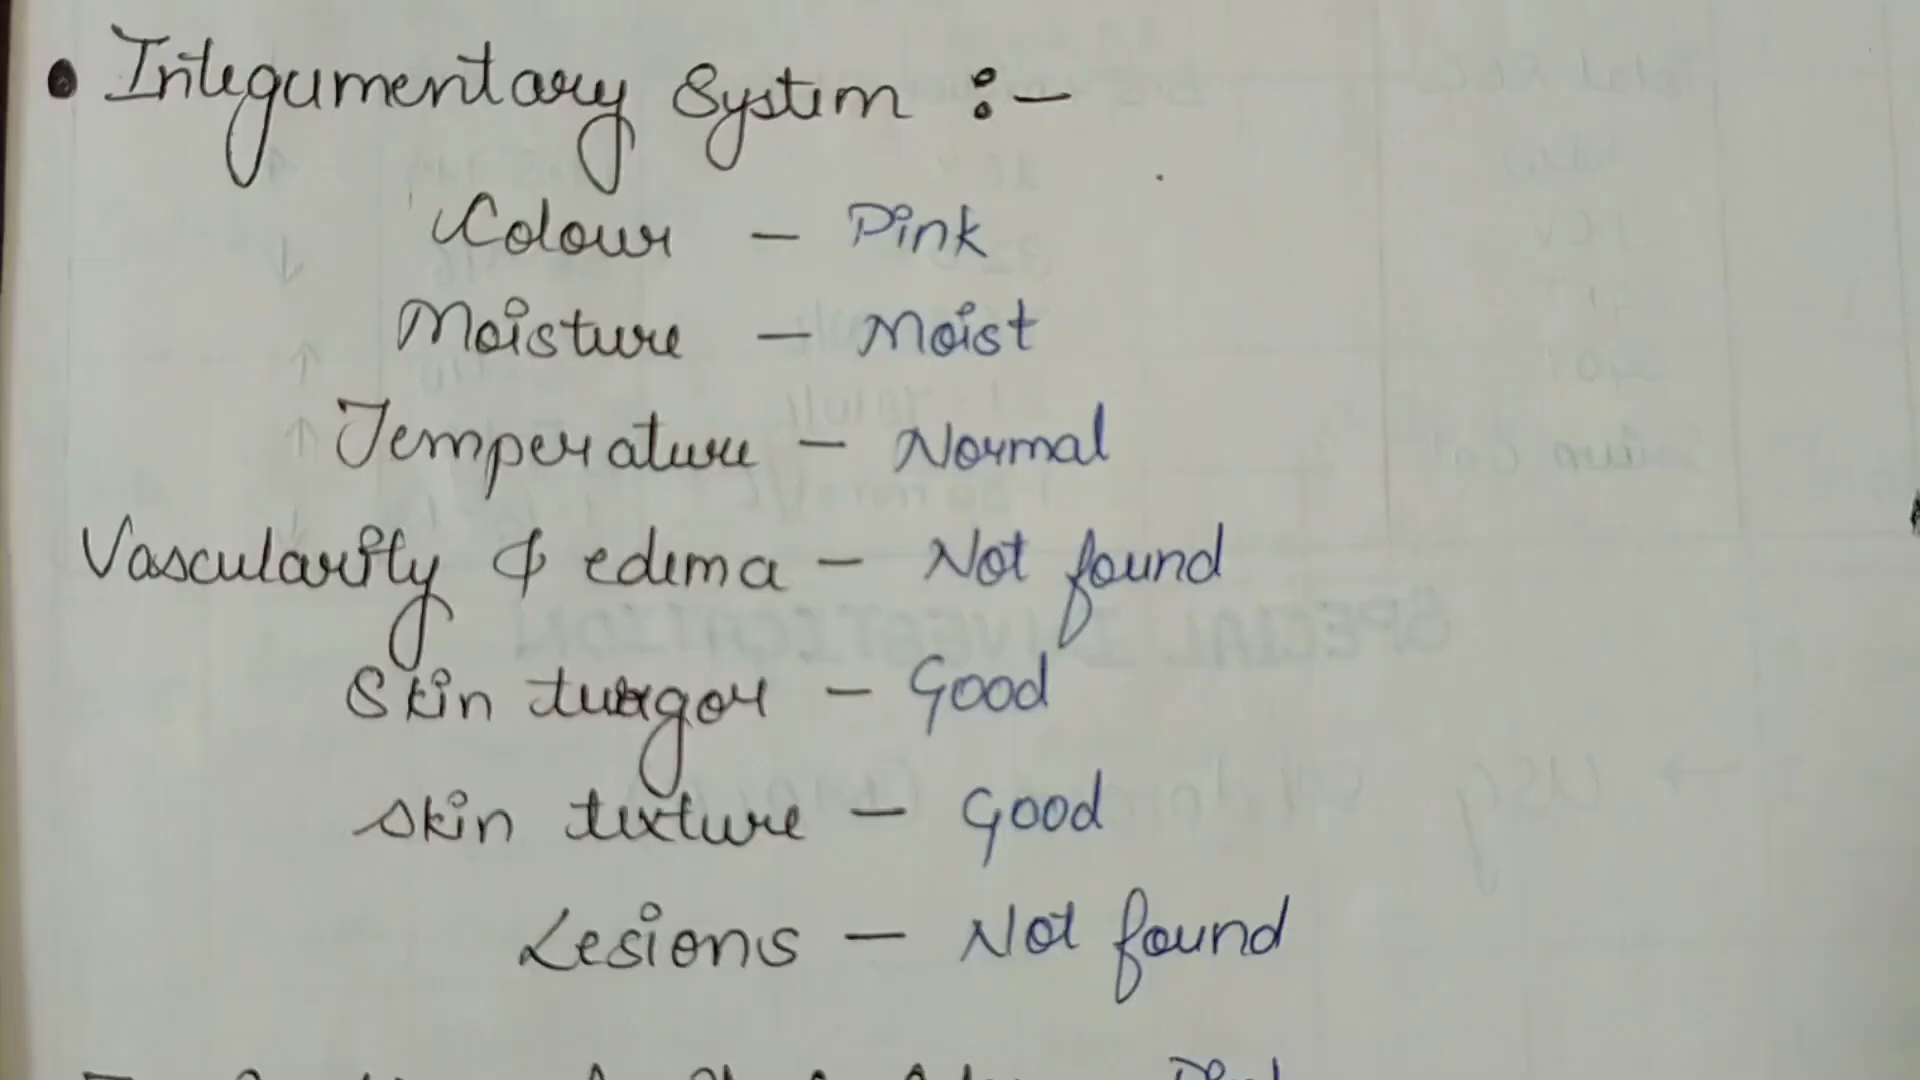 • Integumentary System :-
Colour - Pink
Moisture - Moist
Temperature - Normal
Vascularity & edema - Not found
Skin turgor - Good
Skin texture - Good
Lesions - Not found